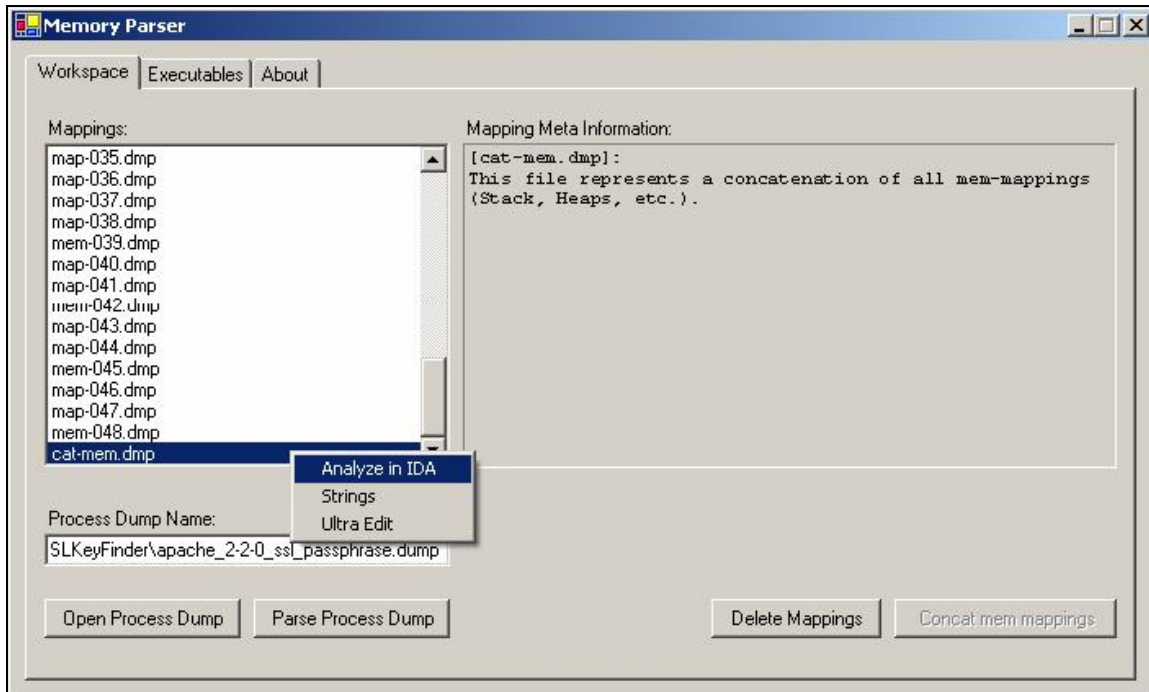 Memory Parser
Workspace Executables About
Mappings:
map-035.dmp
map-036.dmp
map-037.dmp
map-038.dmp
mem-039.dmp
map-040.dmp
map-041.dmp
mem-042.dmp
map-043.dmp
map-044.dmp
mem-045.dmp
map-046.dmp
map-047.dmp
mem-048.dmp
cat-mem.dmp
Mapping Meta Information:
[cat-mem.dmp]:
This file represents a concatenation of all mem-mappings
(Stack, Heaps, etc.).
Analyze in IDA
Strings
Ultra Edit
Process Dump Name:
SLKeyFinder\apache_2-2-0_ssl_passphrase.dump
Open Process Dump Parse Process Dump Delete Mappings Concat mem mappings